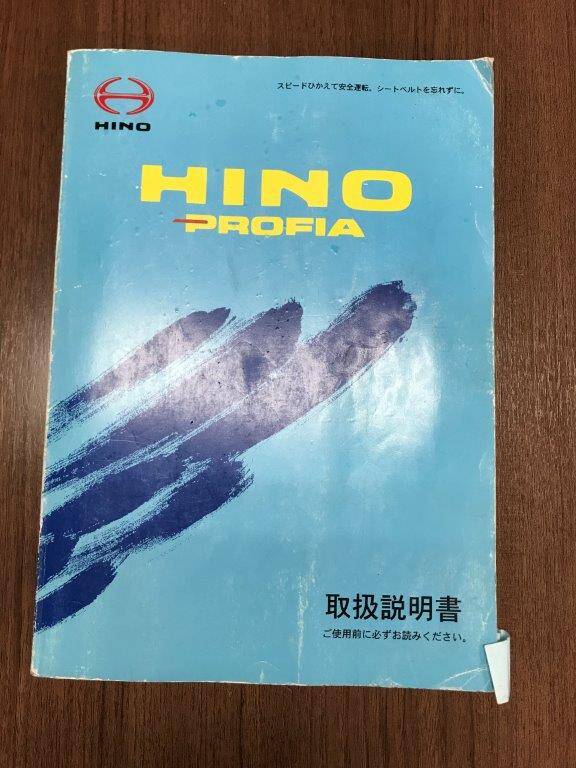 スピードひかえて安全運転。シートベルトを忘れずに。
HINO
HINO
PROFIA
取扱説明書
ご使用前に必ずお読みください。